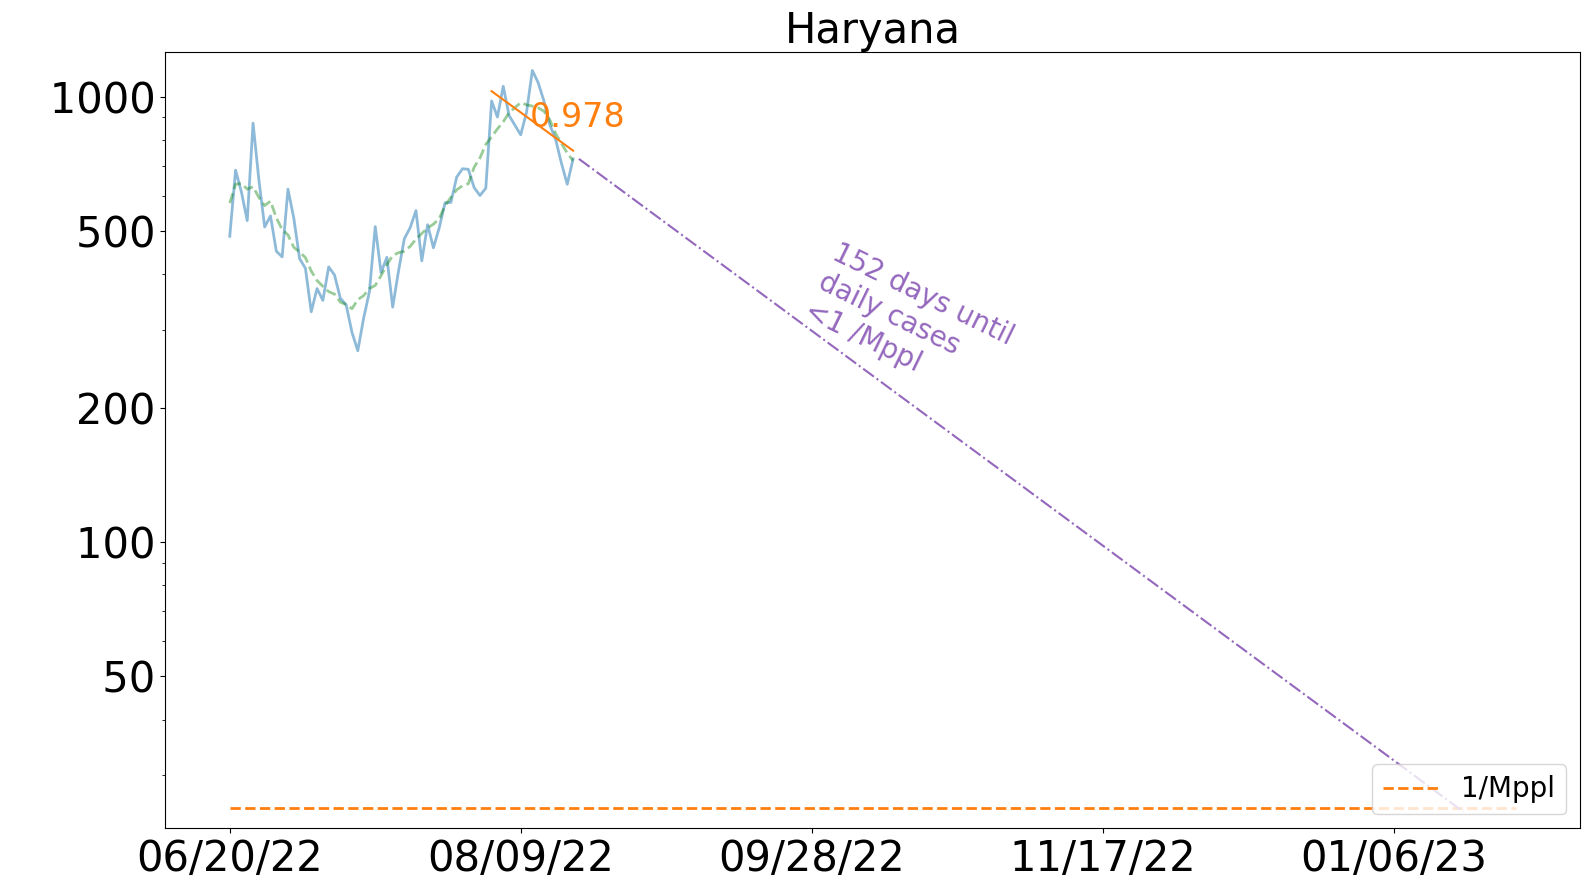 Haryana
1000
500
200
100
50
0.978
152 days until
daily cases
<1 /Mppl
1/Mppl
06/20/22
08/09/22
09/28/22
11/17/22
01/06/23